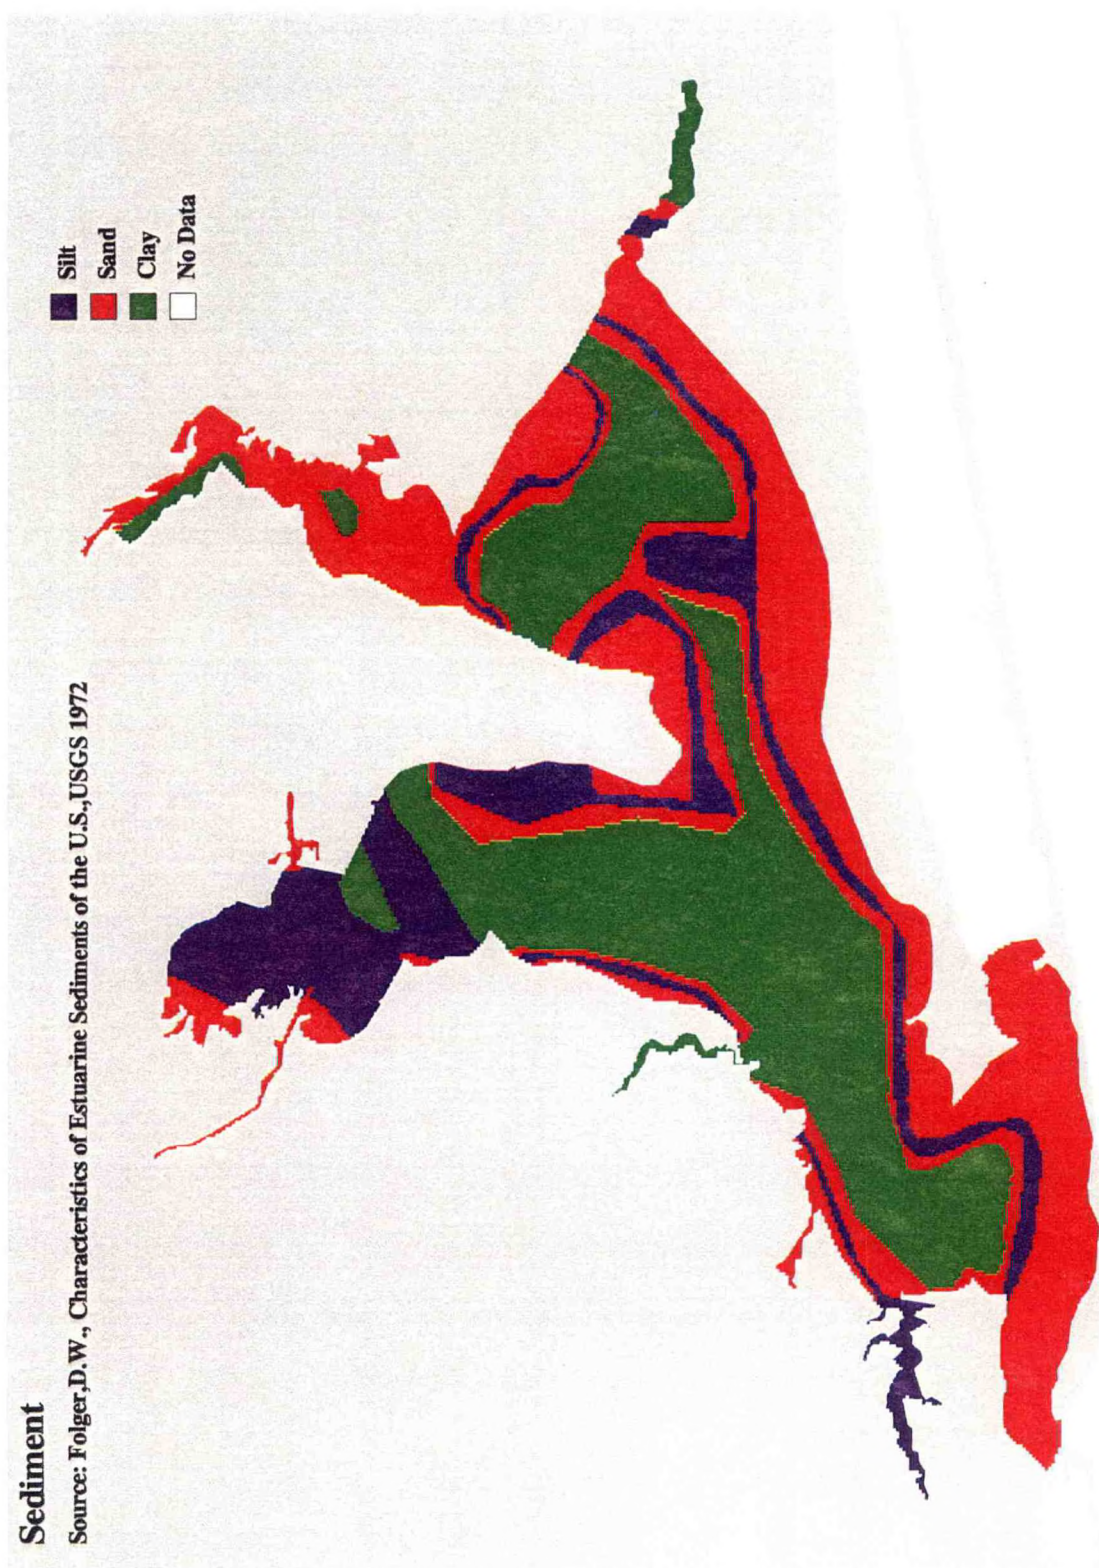 Sediment
Source: Folger,D.W., Characteristics of Estuarine Sediments of the U.S.,USGS 1972
Silt
Sand
Clay
No Data